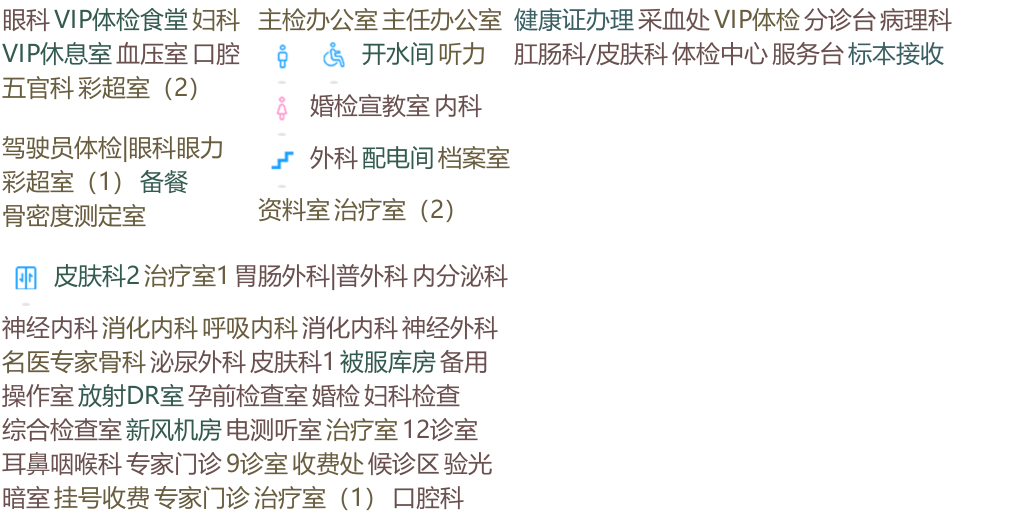 眼科 VIP体检食堂 妇科
VIP休息室 血压室 口腔
五官科 彩超室（2）
驾驶员体检|眼科眼力
彩超室（1） 备餐
骨密度测定室
主检办公室 主任办公室
开水间 听力
婚检宣教室 内科
外科 配电间 档案室
资料室 治疗室（2）
健康证办理 采血处 VIP体检 分诊台 病理科
肛肠科/皮肤科 体检中心 服务台 标本接收
皮肤科2 治疗室1 胃肠外科|普外科 内分泌科
神经内科 消化内科 呼吸内科 消化内科 神经外科
名医专家骨科 泌尿外科 皮肤科1 被服库房 备用
操作室 放射DR室 孕前检查室 婚检 妇科检查
综合检查室 新风机房 电测听室 治疗室 12诊室
耳鼻咽喉科 专家门诊 9诊室 收费处 候诊区 验光
暗室 挂号收费 专家门诊 治疗室（1） 口腔科